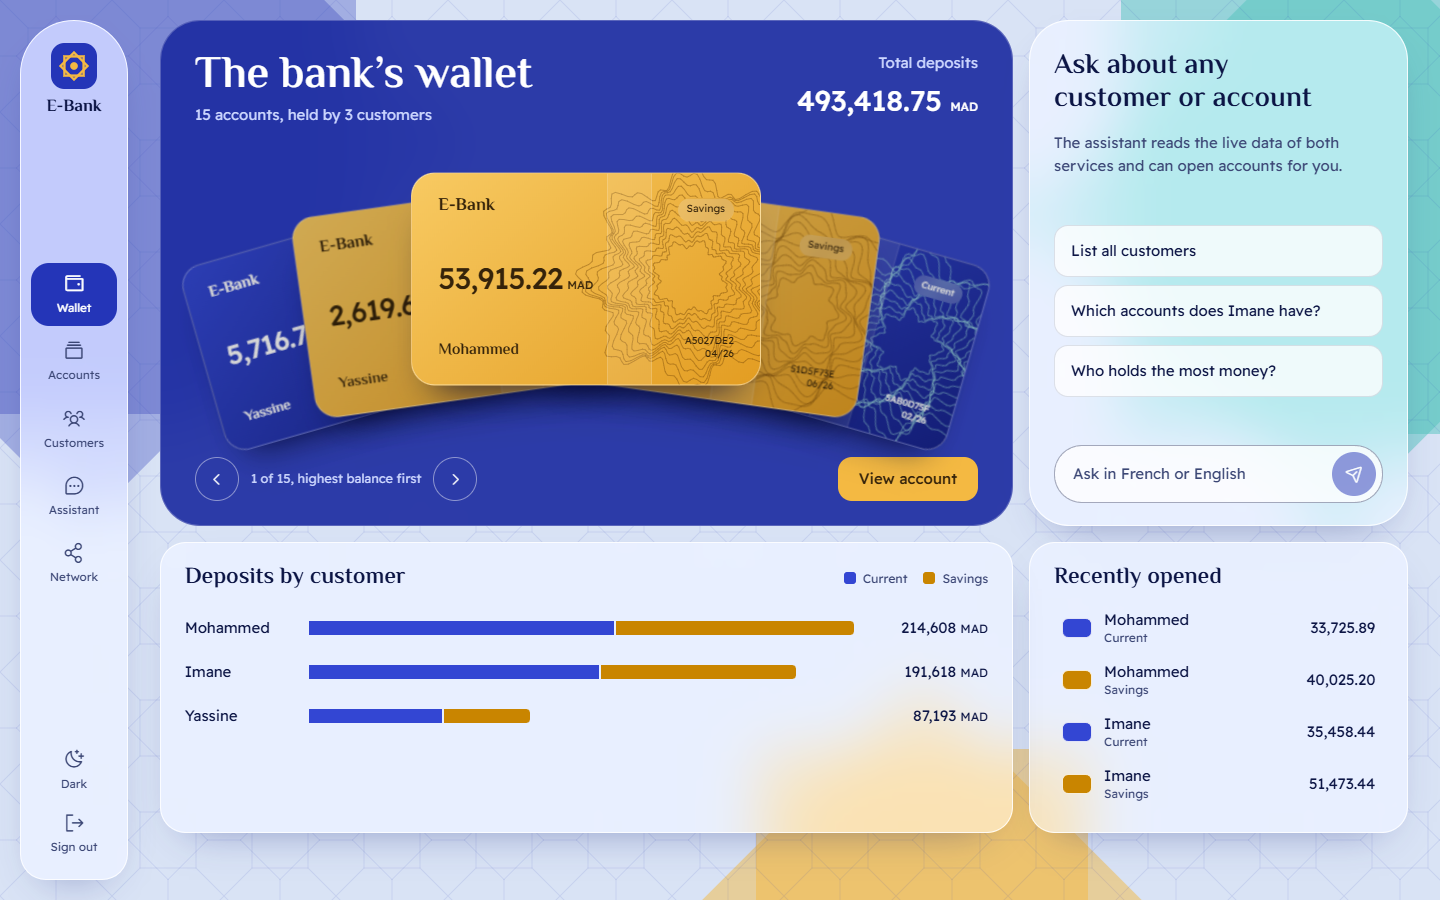 E-Bank
Wallet
Accounts
Customers
Assistant
Network
Dark
Sign out
The bank's wallet
15 accounts, held by 3 customers
Total deposits
493,418.75 MAD
E-Bank
5,716.7
Yassine
E-Bank
2,619.6
Yassine
E-Bank
Savings
53,915.22 MAD
Mohammed
A5027DE2
04/26
Savings
06/26
Current
02/26
1 of 15, highest balance first
View account
Ask about any
customer or account
The assistant reads the live data of both
services and can open accounts for you.
List all customers
Which accounts does Imane have?
Who holds the most money?
Ask in French or English
Deposits by customer
Current
Savings
Mohammed
214,608 MAD
Imane
191,618 MAD
Yassine
87,193 MAD
Recently opened
Mohammed
Current
33,725.89
Mohammed
Savings
40,025.20
Imane
Current
35,458.44
Imane
Savings
51,473.44